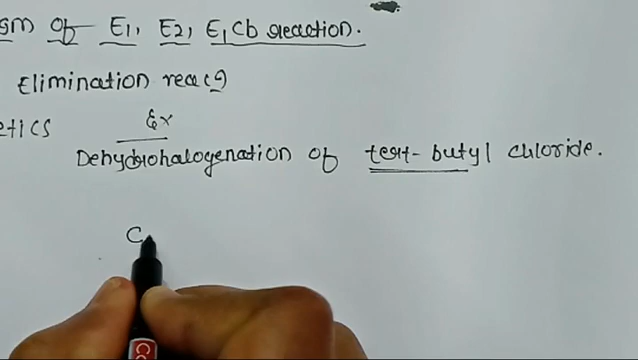 of E1, E2, E1cb reaction.
Elimination reac
Ex
Dehydrohalogenation of tert-butyl chloride.
C